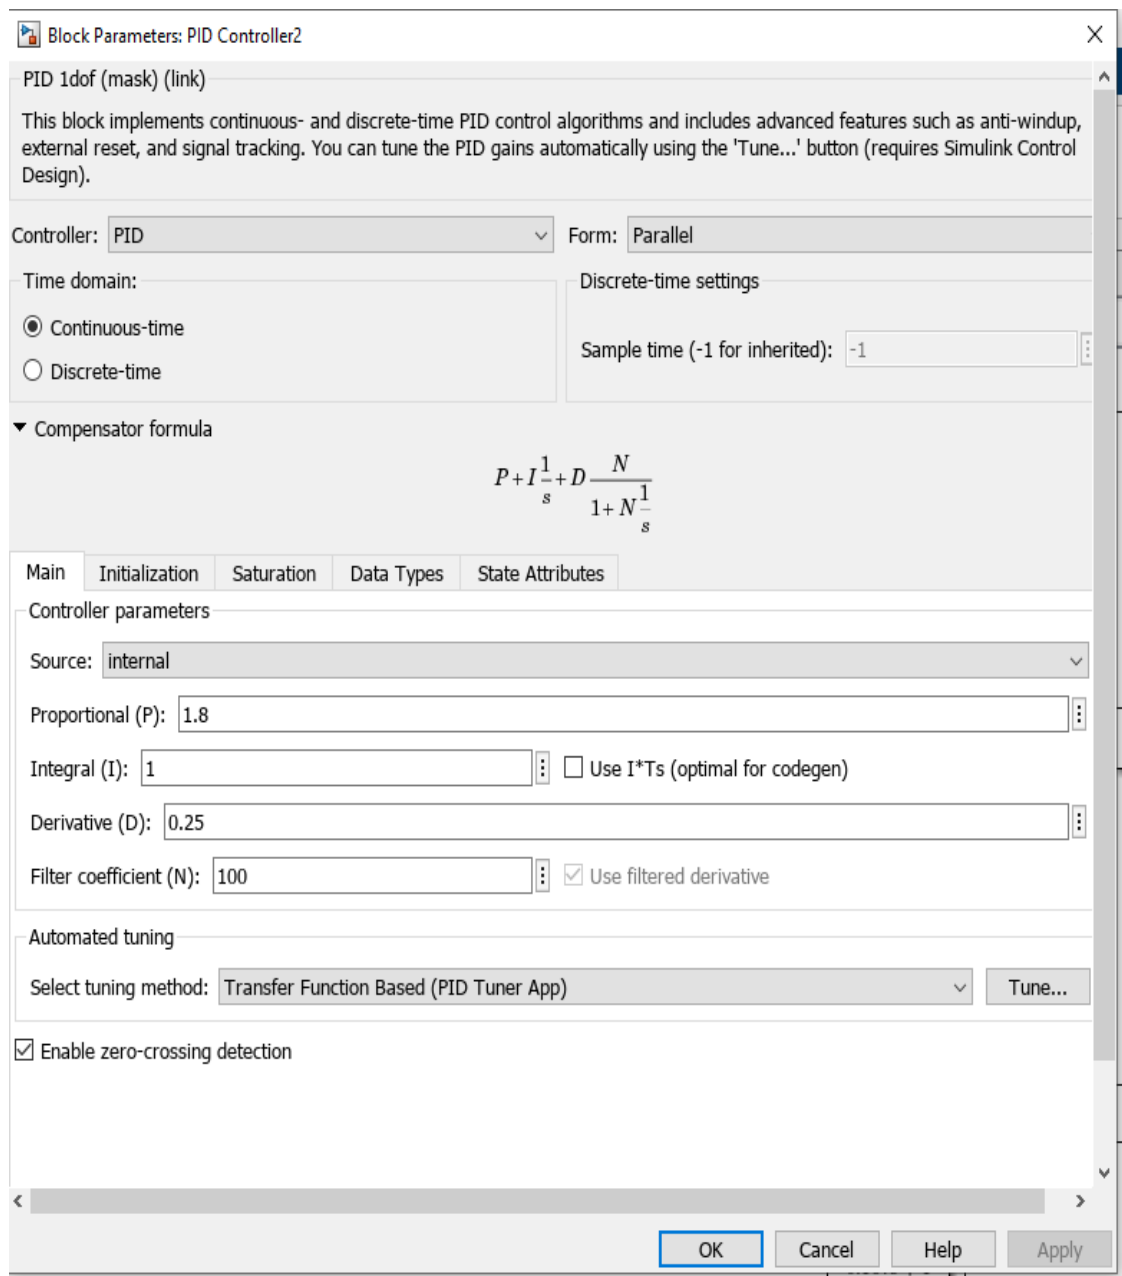 Block Parameters: PID Controller2
PID 1dof (mask) (link)
This block implements continuous- and discrete-time PID control algorithms and includes advanced features such as anti-windup,
external reset, and signal tracking. You can tune the PID gains automatically using the 'Tune...' button (requires Simulink Control
Design).
Controller: PID Form: Parallel
Time domain: Discrete-time settings
Continuous-time
Sample time (-1 for inherited): -1
Discrete-time
Compensator formula
P+I 1/s + D N/(1+N 1/s)
Main Initialization Saturation Data Types State Attributes
Controller parameters
Source: internal
Proportional (P): 1.8
Integral (I): 1 Use I*Ts (optimal for codegen)
Derivative (D): 0.25
Filter coefficient (N): 100 Use filtered derivative
Automated tuning
Select tuning method: Transfer Function Based (PID Tuner App) Tune...
Enable zero-crossing detection
OK Cancel Help Apply